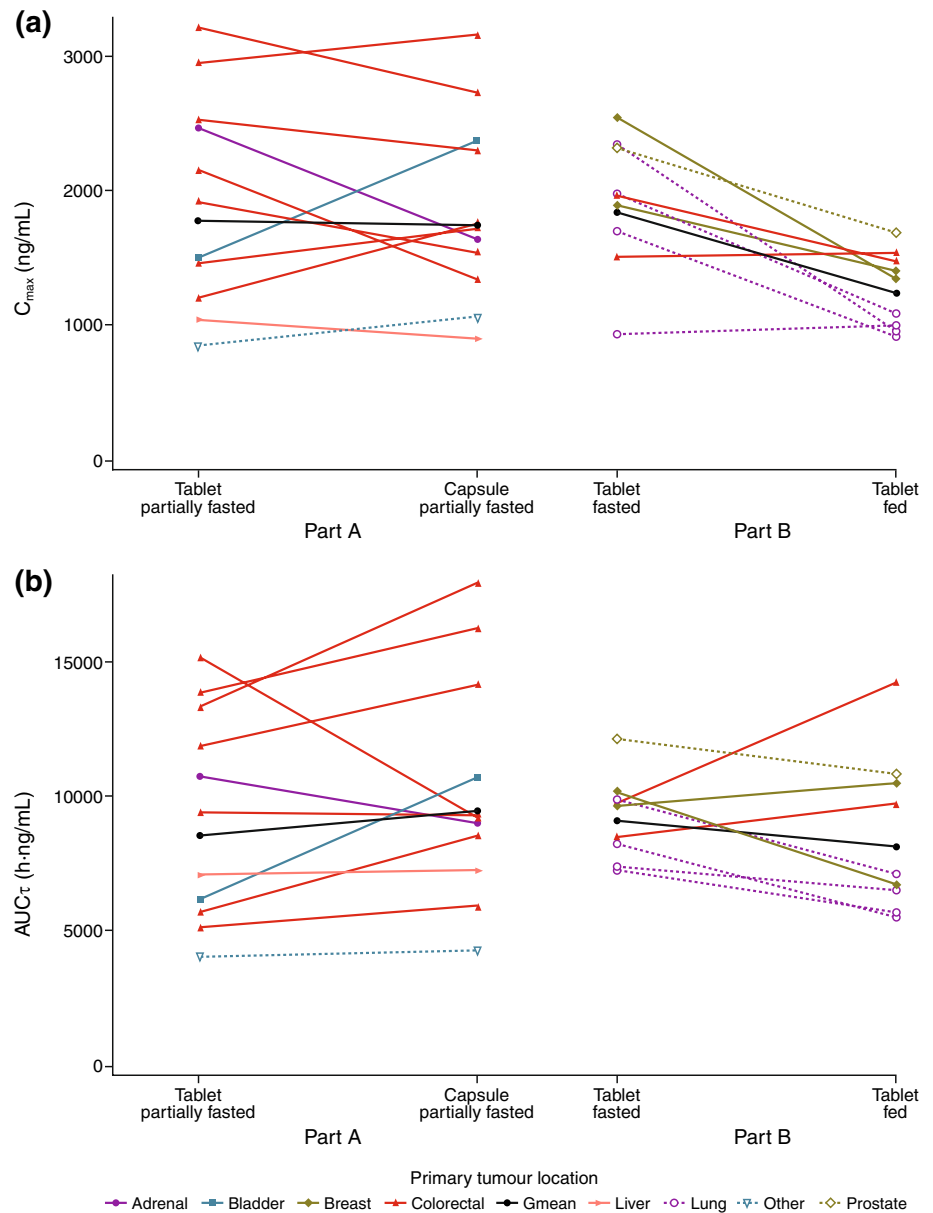 (a)
3000
2000
1000
0
Cmax (ng/mL)
Tablet
partially fasted
Capsule
partially fasted
Tablet
fasted
Tablet
fed
Part A
Part B
(b)
15000
10000
5000
0
AUC·τ (h·ng/mL)
Tablet
partially fasted
Capsule
partially fasted
Tablet
fasted
Tablet
fed
Part A
Part B
Primary tumour location
Adrenal Bladder Breast Colorectal Gmean Liver Lung Other Prostate